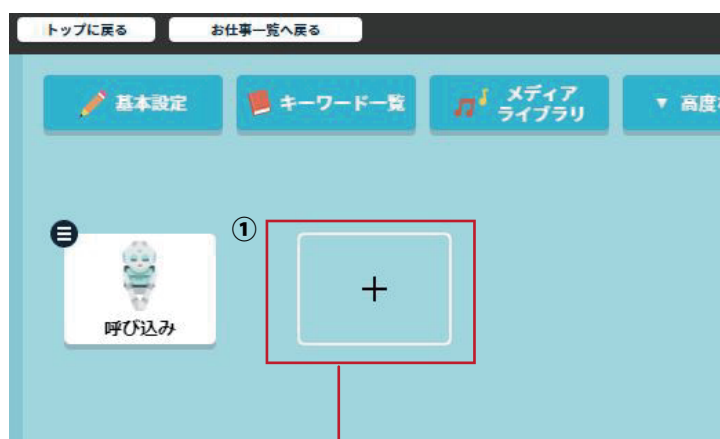 トップに戻る
お仕事一覧へ戻る
基本設定
キーワード一覧
メディア
ライブラリ
▼ 高度
①
+
呼び込み